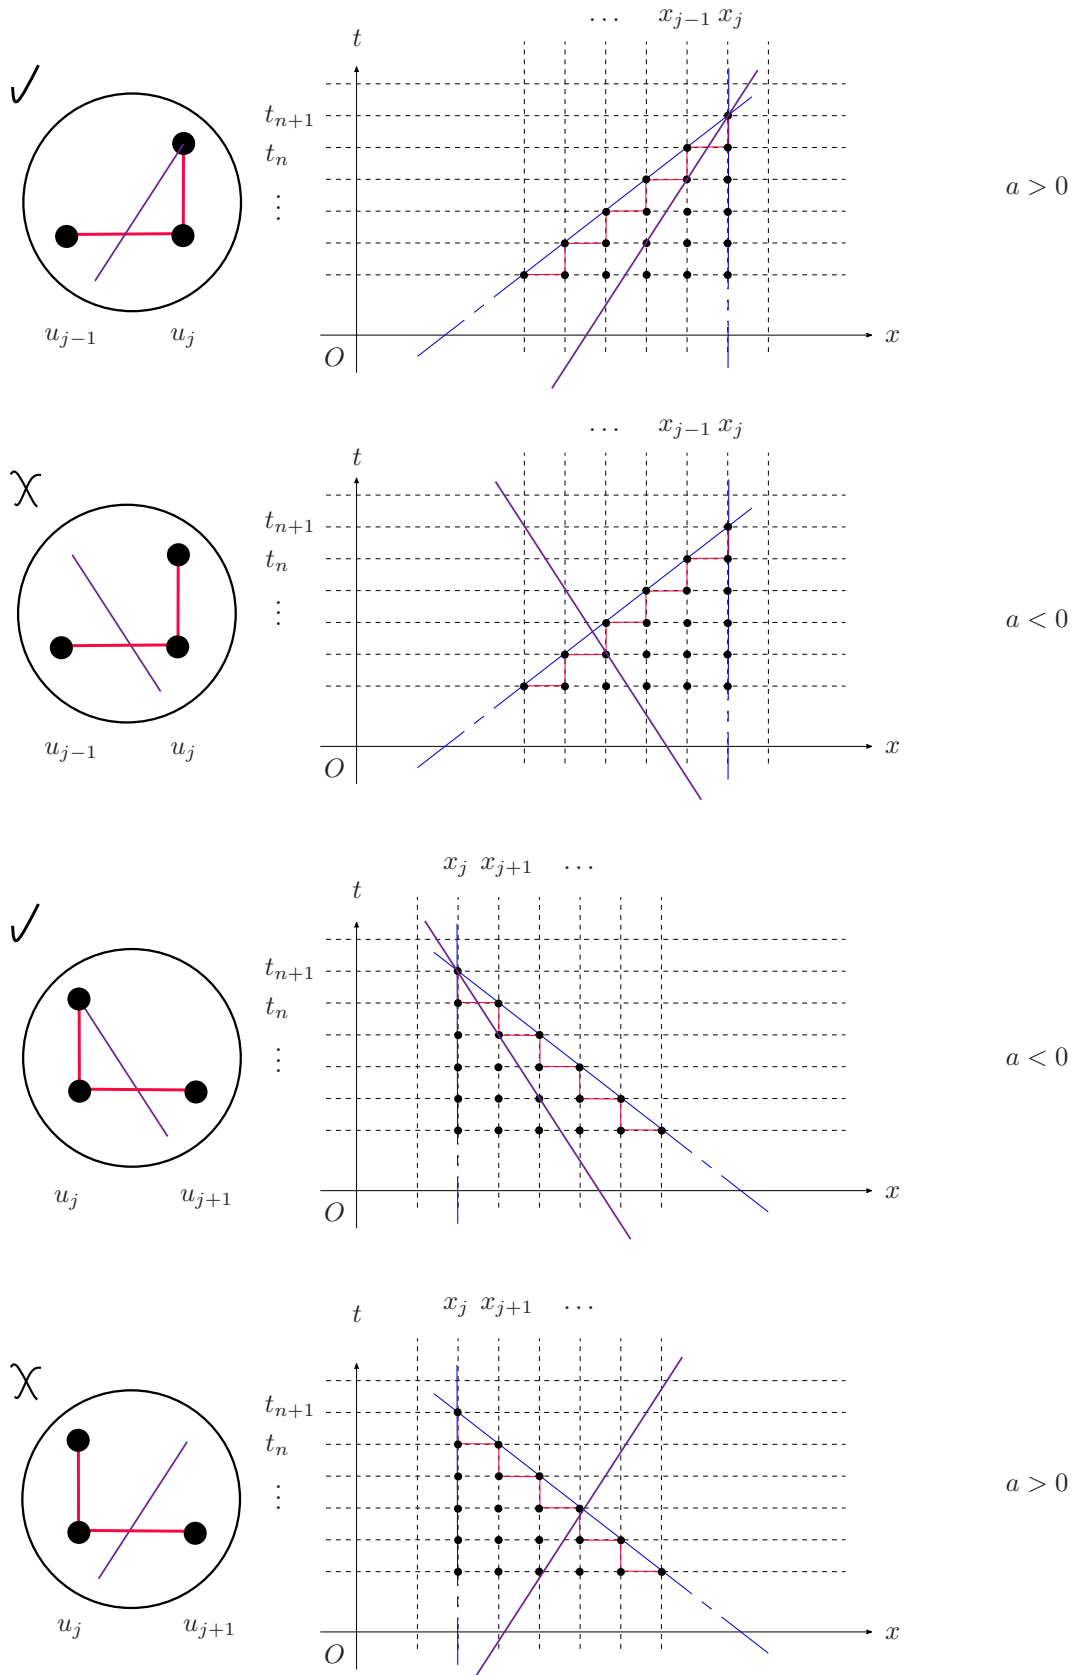 … x_{j−1} x_j
t
✓
t_{n+1}
t_n
⋮
a > 0
u_{j−1} u_j
O
x
… x_{j−1} x_j
t
✗
t_{n+1}
t_n
⋮
a < 0
u_{j−1} u_j
O
x
x_j x_{j+1} …
t
✓
t_{n+1}
t_n
⋮
a < 0
u_j u_{j+1}
O
x
x_j x_{j+1} …
t
✗
t_{n+1}
t_n
⋮
a > 0
u_j u_{j+1}
O
x